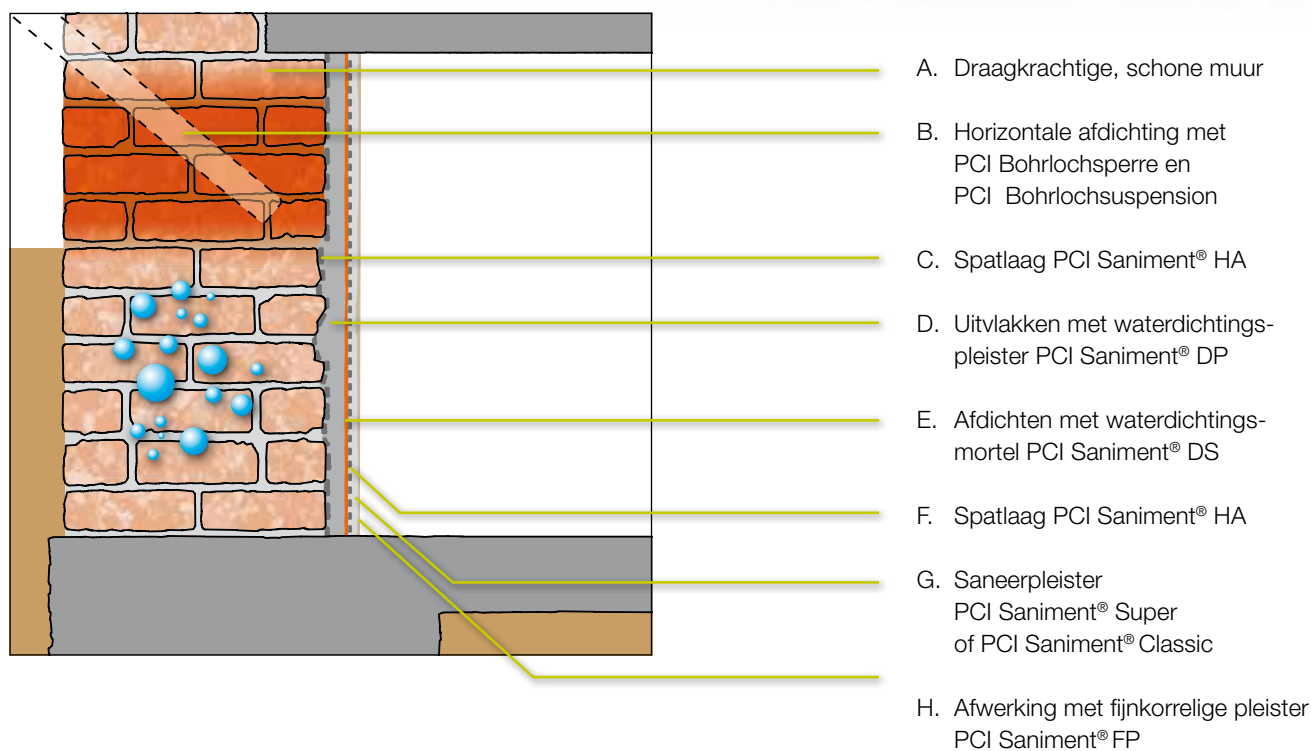 A. Draagkrachtige, schone muur
B. Horizontale afdichting met
PCI Bohrlochsperre en
PCI Bohrlochsuspension
C. Spatlaag PCI Saniment® HA
D. Uitvlakken met waterdichtings-
pleister PCI Saniment® DP
E. Afdichten met waterdichtings-
mortel PCI Saniment® DS
F. Spatlaag PCI Saniment® HA
G. Saneerpleister
PCI Saniment® Super
of PCI Saniment® Classic
H. Afwerking met fijnkorrelige pleister
PCI Saniment® FP